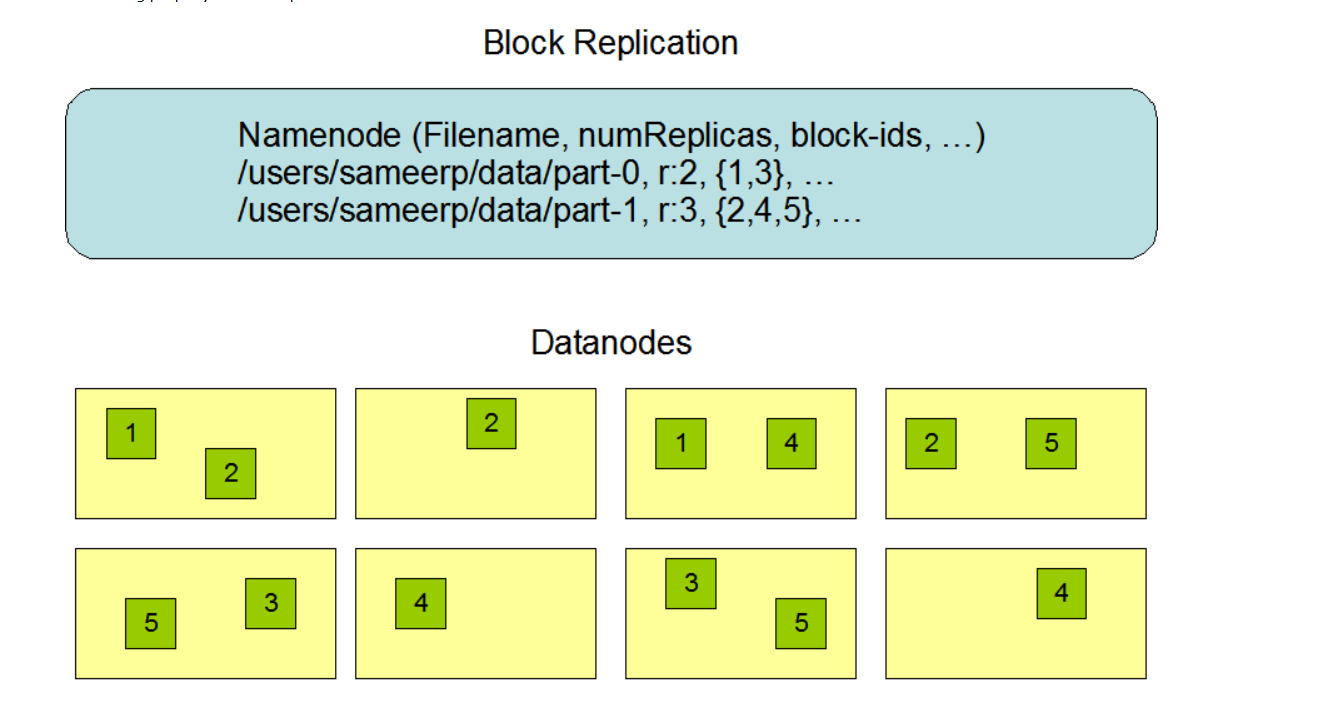 Block Replication
Namenode (Filename, numReplicas, block-ids, …)
/users/sameerp/data/part-0, r:2, {1,3}, …
/users/sameerp/data/part-1, r:3, {2,4,5}, …
Datanodes
1
2
2
1
4
2
5
5
3
4
3
5
4